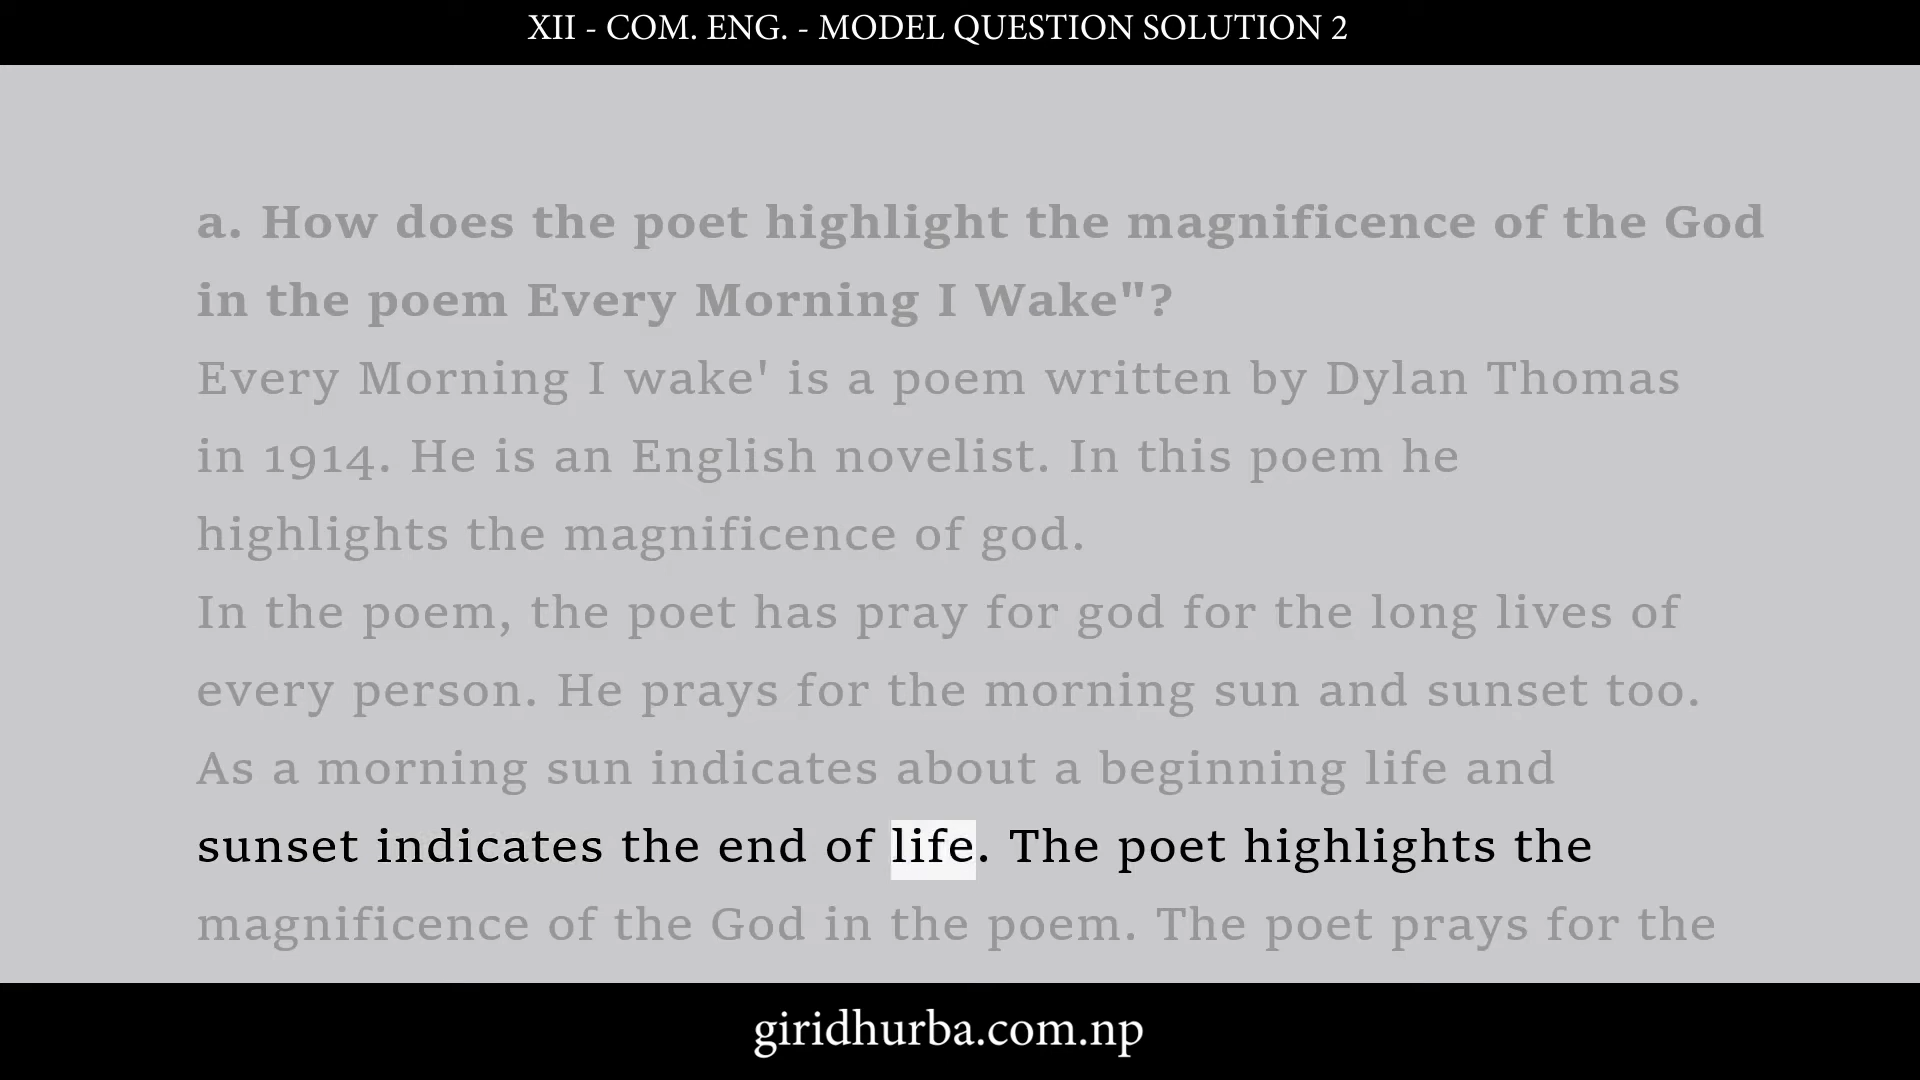 XII - COM. ENG. - MODEL QUESTION SOLUTION 2
a. How does the poet highlight the magnificence of the God
in the poem Every Morning I Wake"?
Every Morning I wake' is a poem written by Dylan Thomas
in 1914. He is an English novelist. In this poem he
highlights the magnificence of god.
In the poem, the poet has pray for god for the long lives of
every person. He prays for the morning sun and sunset too.
As a morning sun indicates about a beginning life and
sunset indicates the end of life. The poet highlights the
magnificence of the God in the poem. The poet prays for the
giridhurba.com.np